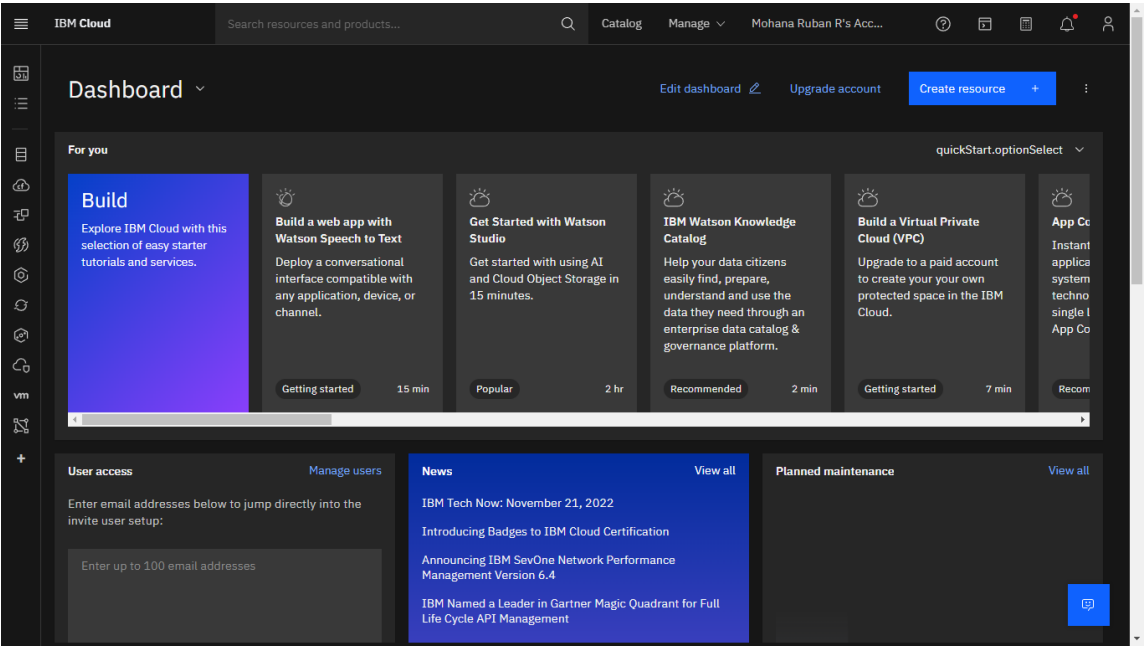 IBM Cloud
Search resources and products...
Catalog
Manage
Mohana Ruban R's Acc...
Dashboard
Edit dashboard
Upgrade account
Create resource +
For you
quickStart.optionSelect
Build
Explore IBM Cloud with this
selection of easy starter
tutorials and services.
Build a web app with
Watson Speech to Text
Deploy a conversational
interface compatible with
any application, device, or
channel.
Getting started
15 min
Get Started with Watson
Studio
Get started with using AI
and Cloud Object Storage in
15 minutes.
Popular
2 hr
IBM Watson Knowledge
Catalog
Help your data citizens
easily find, prepare,
understand and use the
data they need through an
enterprise data catalog &
governance platform.
Recommended
2 min
Build a Virtual Private
Cloud (VPC)
Upgrade to a paid account
to create your your own
protected space in the IBM
Cloud.
Getting started
7 min
App Co
Instant
applica
system
techno
single l
App Co
Recom
vm
User access
Manage users
Enter email addresses below to jump directly into the
invite user setup:
Enter up to 100 email addresses
News
View all
IBM Tech Now: November 21, 2022
Introducing Badges to IBM Cloud Certification
Announcing IBM SevOne Network Performance
Management Version 6.4
IBM Named a Leader in Gartner Magic Quadrant for Full
Life Cycle API Management
Planned maintenance
View all